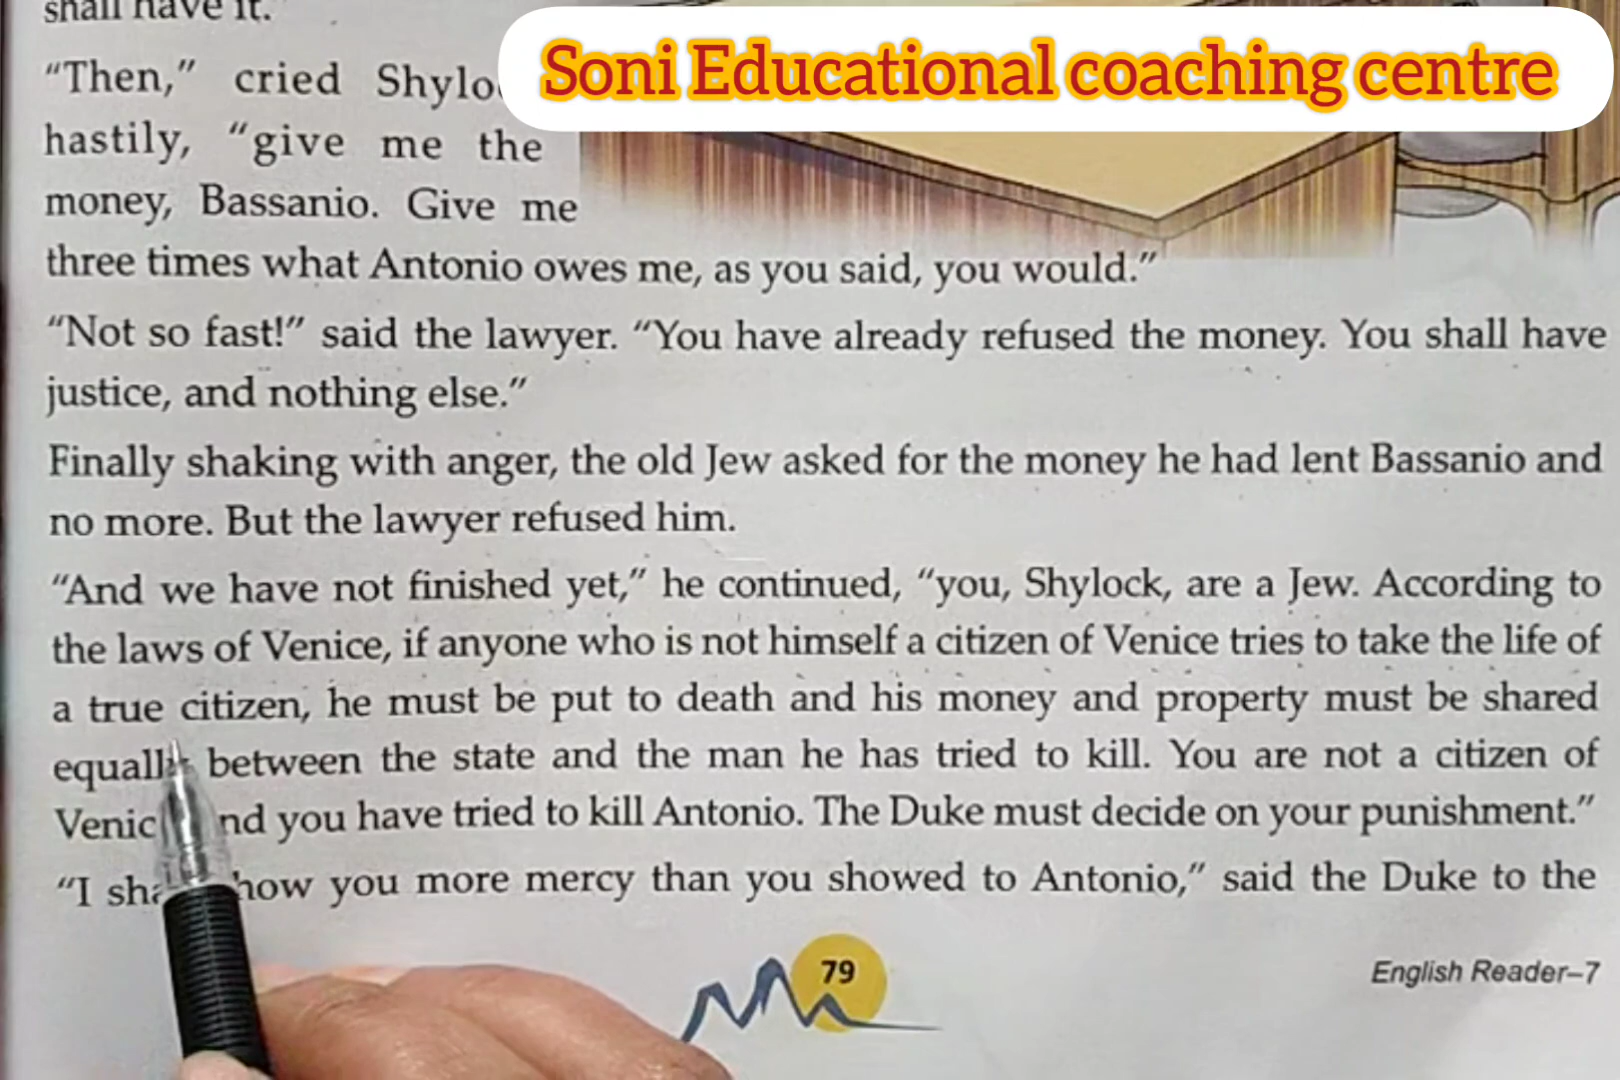 shall have it."
Soni Educational coaching centre
"Then," cried
hastily, "give me the
money, Bassanio. Give me
three times what Antonio owes me, as you said, you would."
"Not so fast!" said the lawyer. "You have already refused the money. You shall have
justice, and nothing else."
Finally shaking with anger, the old Jew asked for the money he had lent Bassanio and
no more. But the lawyer refused him.
"And we have not finished yet," he continued, "you, Shylock, are a Jew. According to
the laws of Venice, if anyone who is not himself a citizen of Venice tries to take the life of
a true citizen, he must be put to death and his money and property must be shared
between the state and the man he has tried to kill. You are not a citizen of
you have tried to kill Antonio. The Duke must decide on your punishment."
"I you more mercy than you showed to Antonio," said the Duke to the
79
English Reader–7